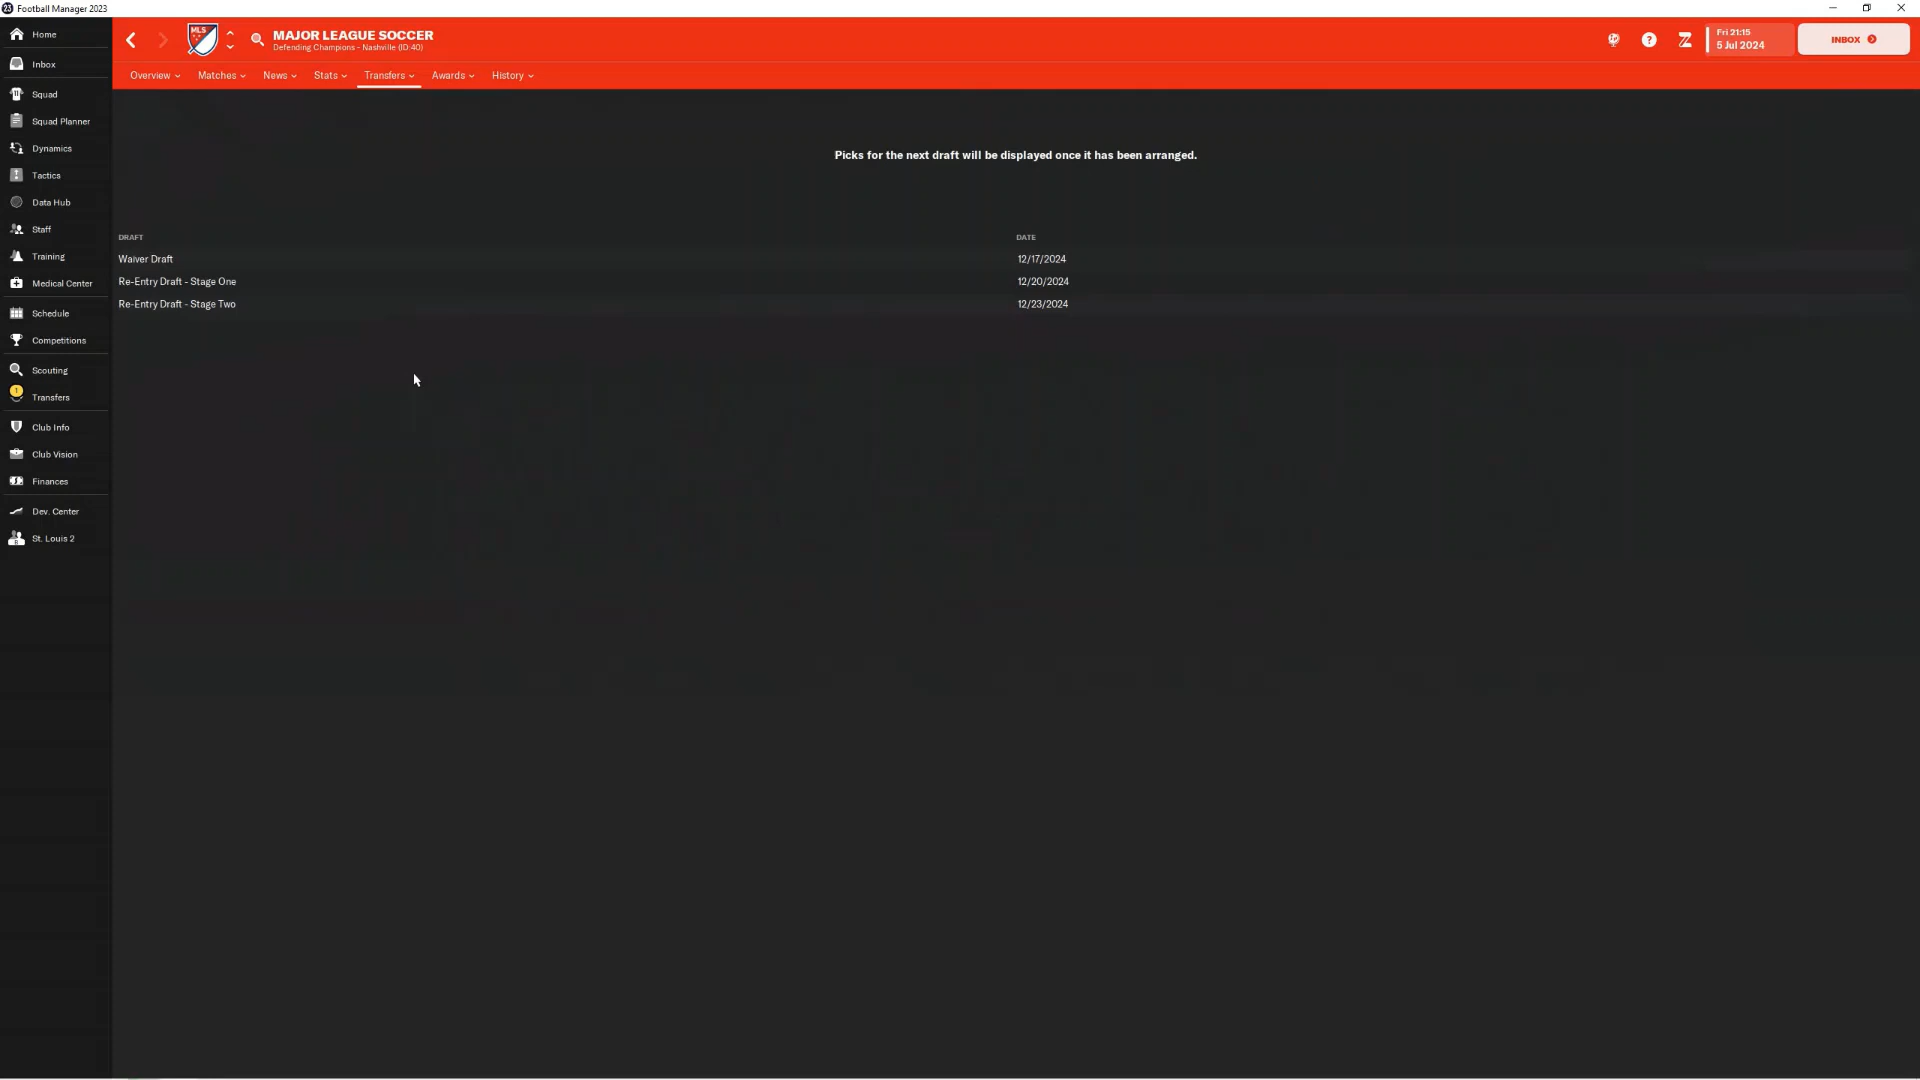 Football Manager 2023
Home
Inbox
Squad
Squad Planner
Dynamics
Tactics
Data Hub
Staff
Training
Medical Center
Schedule
Competitions
Scouting
Transfers
Club Info
Club Vision
Finances
Dev. Center
St. Louis 2
MLS
MAJOR LEAGUE SOCCER
Defending Champions - Nashville (ID:40)
Fri 21:15
5 Jul 2024
INBOX
Overview Matches News Stats Transfers Awards History
Picks for the next draft will be displayed once it has been arranged.
DRAFT DATE
Waiver Draft 12/17/2024
Re-Entry Draft - Stage One 12/20/2024
Re-Entry Draft - Stage Two 12/23/2024